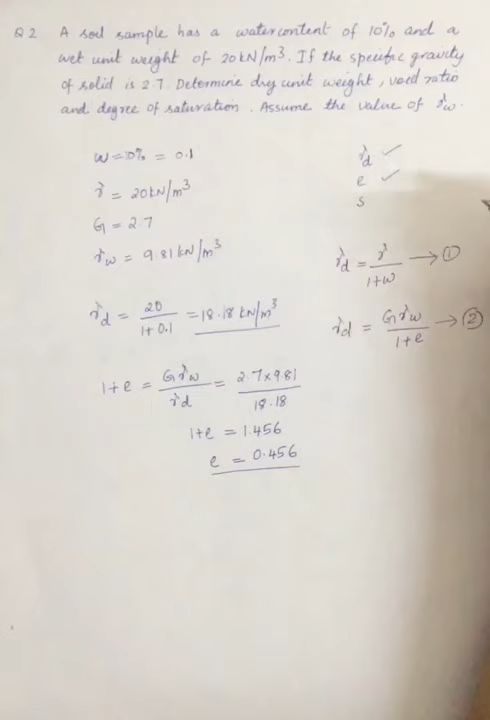 Q2 A soil sample has a water content of 10% and a
wet unit weight of 20 kN/m³. If the specific gravity
of solid is 2.7. Determine dry unit weight, void ratio
and degree of saturation. Assume the value of γw.
w = 10% = 0.1
γ = 20 kN/m³
G = 2.7
γw = 9.81 kN/m³
γd ✓
e ✓
S
γd = γ / (1+w) → ①
γd = 20 / (1+0.1) = 18.18 kN/m³
γd = Gγw / (1+e) → ②
1+e = Gγw / γd = 2.7×9.81 / 18.18
1+e = 1.456
e = 0.456